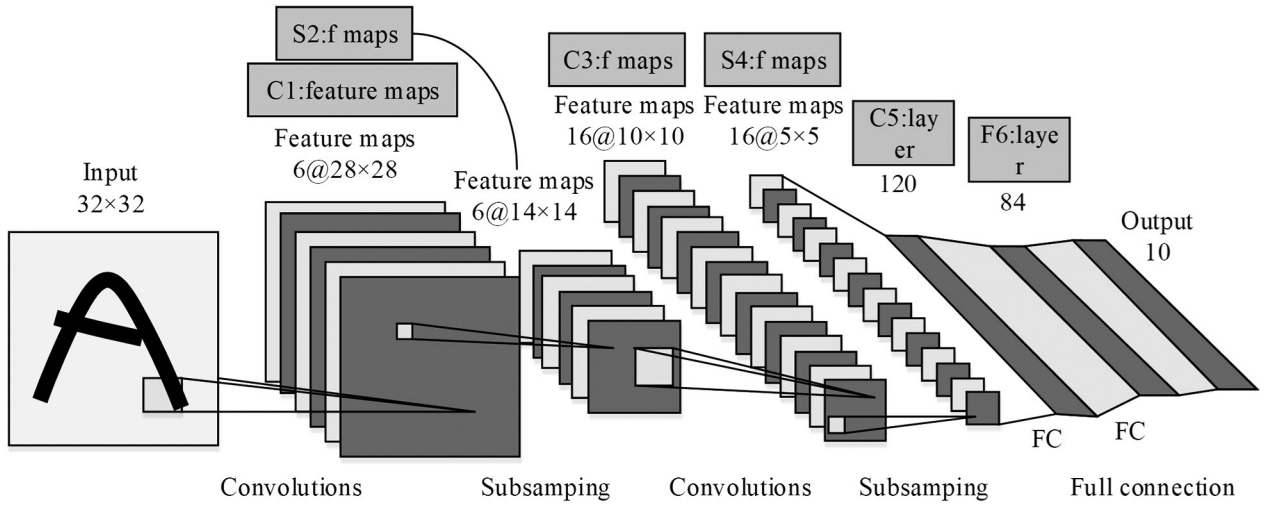 S2:f maps
C1:feature maps
Feature maps
6@28×28
Input
32×32
Feature maps
6@14×14
C3:f maps
Feature maps
16@10×10
S4:f maps
Feature maps
16@5×5
C5:lay
er
120
F6:laye
r
84
Output
10
FC
FC
Convolutions
Subsamping
Convolutions
Subsamping
Full connection